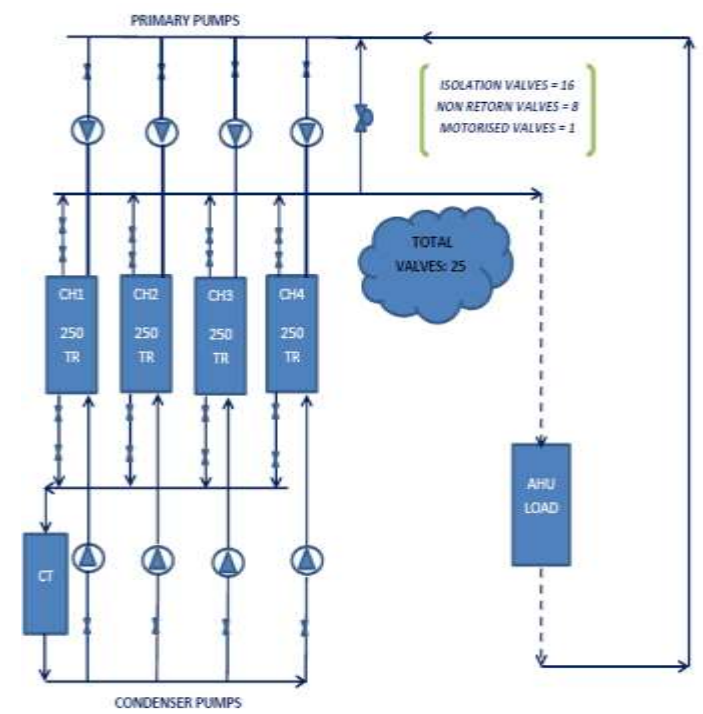 PRIMARY PUMPS
ISOLATION VALVES = 16
NON RETORN VALVES = 8
MOTORISED VALVES = 1
TOTAL
VALVES: 25
CH1
250
TR
CH2
250
TR
CH3
250
TR
CH4
250
TR
AHU
LOAD
CT
CONDENSER PUMPS